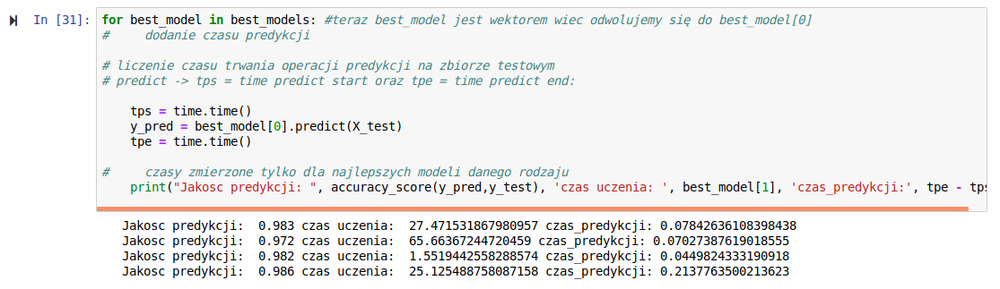 In [31]: for best_model in best_models: #teraz best_model jest wektorem wiec odwolujemy się do best_model[0]
#     dodanie czasu predykcji
# liczenie czasu trwania operacji predykcji na zbiorze testowym
# predict -> tps = time predict start oraz tpe = time predict end:
tps = time.time()
y_pred = best_model[0].predict(X_test)
tpe = time.time()
#     czasy zmierzone tylko dla najlepszych modeli danego rodzaju
print("Jakosc predykcji: ", accuracy_score(y_pred,y_test), 'czas uczenia: ', best_model[1], 'czas_predykcji:', tpe - tps
Jakosc predykcji:  0.983 czas uczenia:  27.471531867980957 czas_predykcji: 0.07842636108398438
Jakosc predykcji:  0.972 czas uczenia:  65.66367244720459 czas_predykcji: 0.07027387619018555
Jakosc predykcji:  0.982 czas uczenia:  1.5519442558288574 czas_predykcji: 0.0449824333190918
Jakosc predykcji:  0.986 czas uczenia:  25.125488758087158 czas_predykcji: 0.2137763500213623